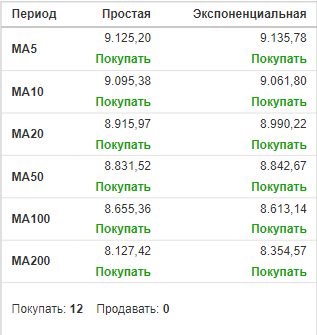 Период Простая Экспоненциальная
MA5 9.125,20 9.135,78
Покупать Покупать
MA10 9.095,38 9.061,80
Покупать Покупать
MA20 8.915,97 8.990,22
Покупать Покупать
MA50 8.831,52 8.842,67
Покупать Покупать
MA100 8.655,36 8.613,14
Покупать Покупать
MA200 8.127,42 8.354,57
Покупать Покупать
Покупать: 12 Продавать: 0